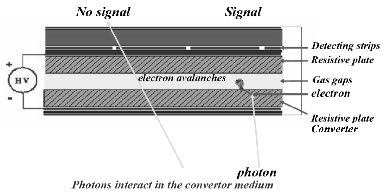 No signal Signal
Detecting strips
+
Resistive plate
HV
electron avalanches
Gas gaps
electron
-
Resistive plate
Converter
photon
Photons interact in the convertor medium